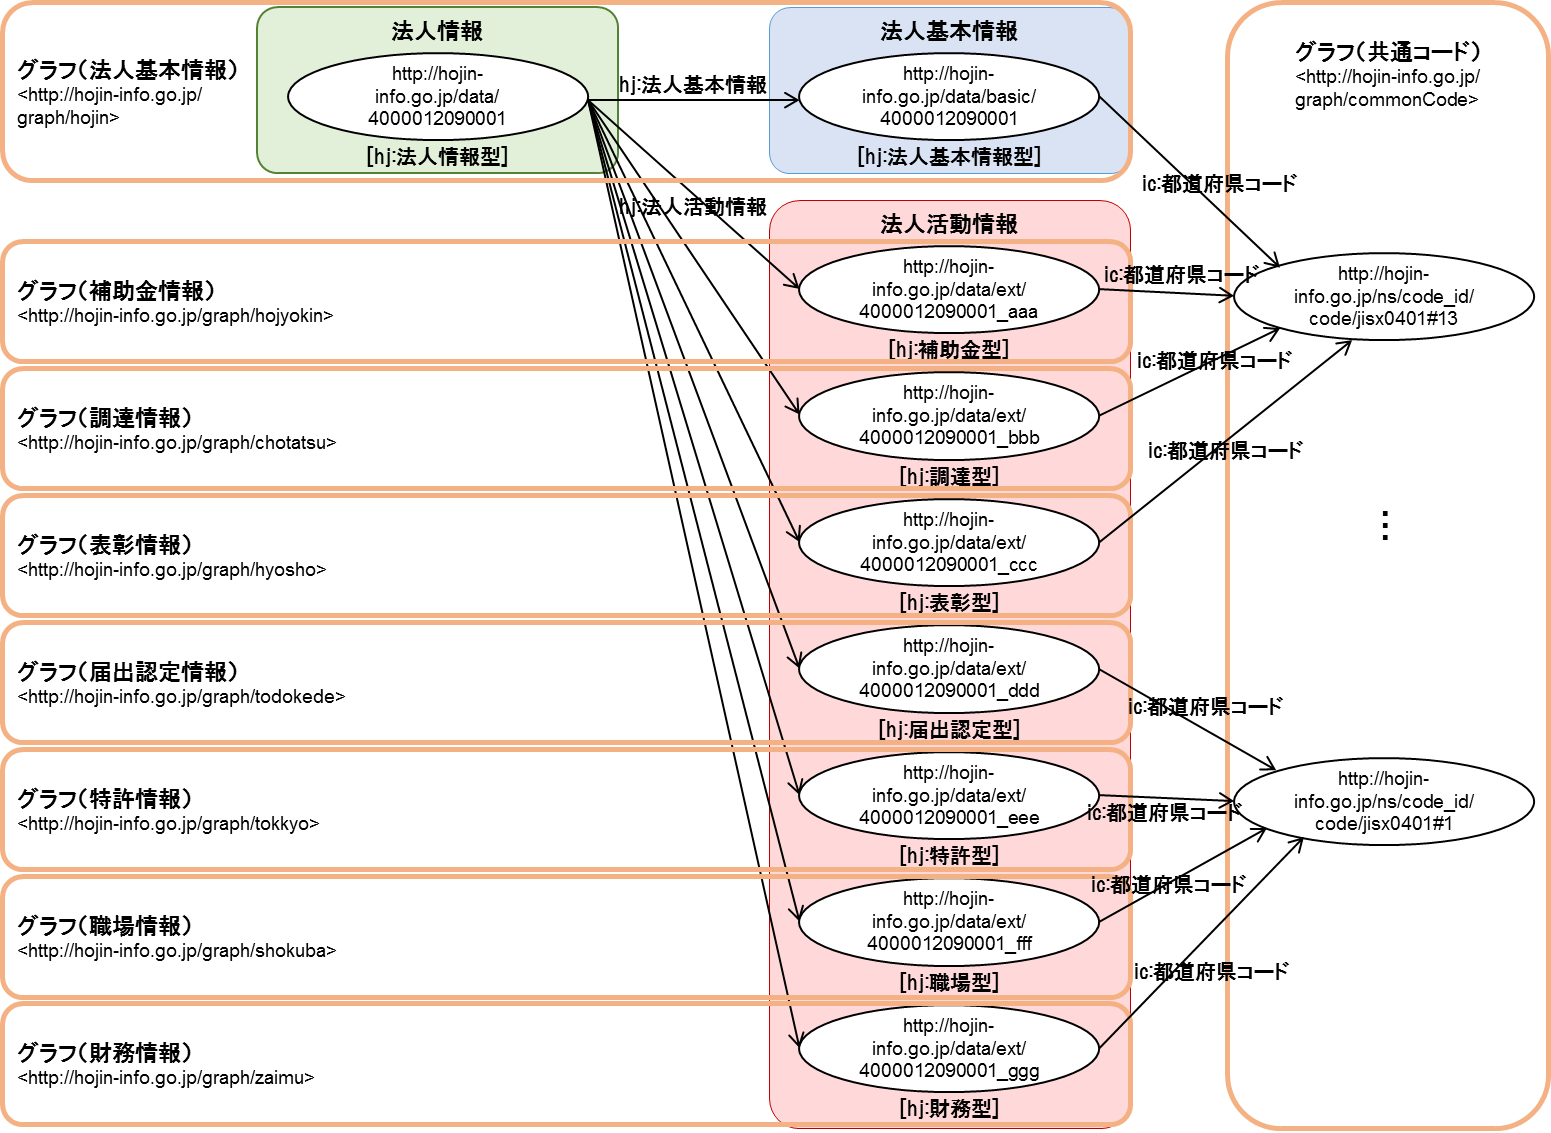 グラフ（法人基本情報）
<http://hojin-info.go.jp/
graph/hojin>
法人情報
http://hojin-
info.go.jp/data/
4000012090001
[hj:法人情報型]
hj:法人基本情報
法人基本情報
http://hojin-
info.go.jp/data/basic/
4000012090001
[hj:法人基本情報型]
グラフ（共通コード）
<http://hojin-info.go.jp/
graph/commonCode>
ic:都道府県コード
hj:法人活動情報
法人活動情報
グラフ（補助金情報）
<http://hojin-info.go.jp/graph/hojyokin>
http://hojin-
info.go.jp/data/ext/
4000012090001_aaa
[hj:補助金型]
ic:都道府県コード
http://hojin-
info.go.jp/ns/code_id/
code/jisx0401#13
グラフ（調達情報）
<http://hojin-info.go.jp/graph/chotatsu>
http://hojin-
info.go.jp/data/ext/
4000012090001_bbb
[hj:調達型]
ic:都道府県コード
グラフ（表彰情報）
<http://hojin-info.go.jp/graph/hyosho>
http://hojin-
info.go.jp/data/ext/
4000012090001_ccc
[hj:表彰型]
ic:都道府県コード
⋮
グラフ（届出認定情報）
<http://hojin-info.go.jp/graph/todokede>
http://hojin-
info.go.jp/data/ext/
4000012090001_ddd
[hj:届出認定型]
ic:都道府県コード
グラフ（特許情報）
<http://hojin-info.go.jp/graph/tokkyo>
http://hojin-
info.go.jp/data/ext/
4000012090001_eee
[hj:特許型]
ic:都道府県コード
http://hojin-
info.go.jp/ns/code_id/
code/jisx0401#1
グラフ（職場情報）
<http://hojin-info.go.jp/graph/shokuba>
http://hojin-
info.go.jp/data/ext/
4000012090001_fff
[hj:職場型]
ic:都道府県コード
グラフ（財務情報）
<http://hojin-info.go.jp/graph/zaimu>
http://hojin-
info.go.jp/data/ext/
4000012090001_ggg
[hj:財務型]
ic:都道府県コード